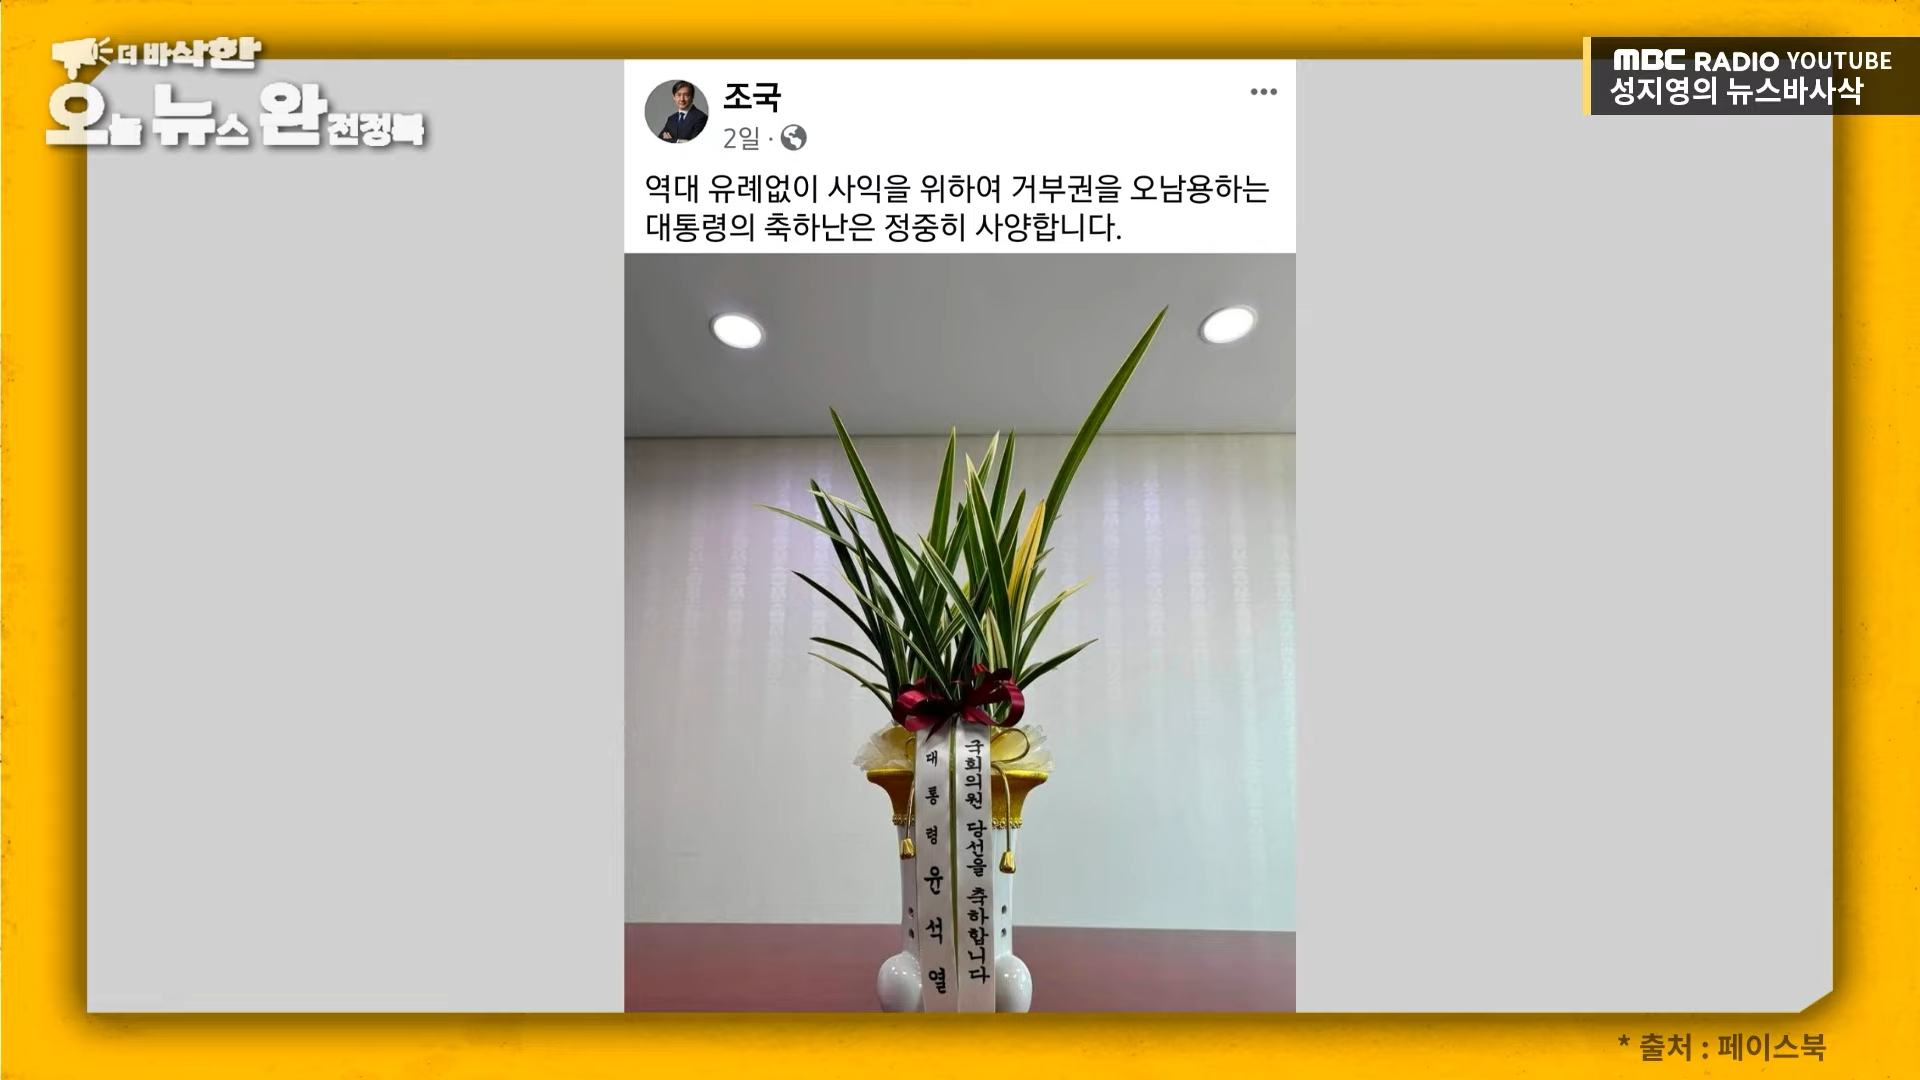 더 바삭한
오늘 뉴스 완전정복
MBC RADIO YOUTUBE
성지영의 뉴스바사삭
조국
2일
역대 유례없이 사익을 위하여 거부권을 오남용하는
대통령의 축하난은 정중히 사양합니다.
국회의원 당선을 축하합니다
대통령 윤석열
* 출처 : 페이스북